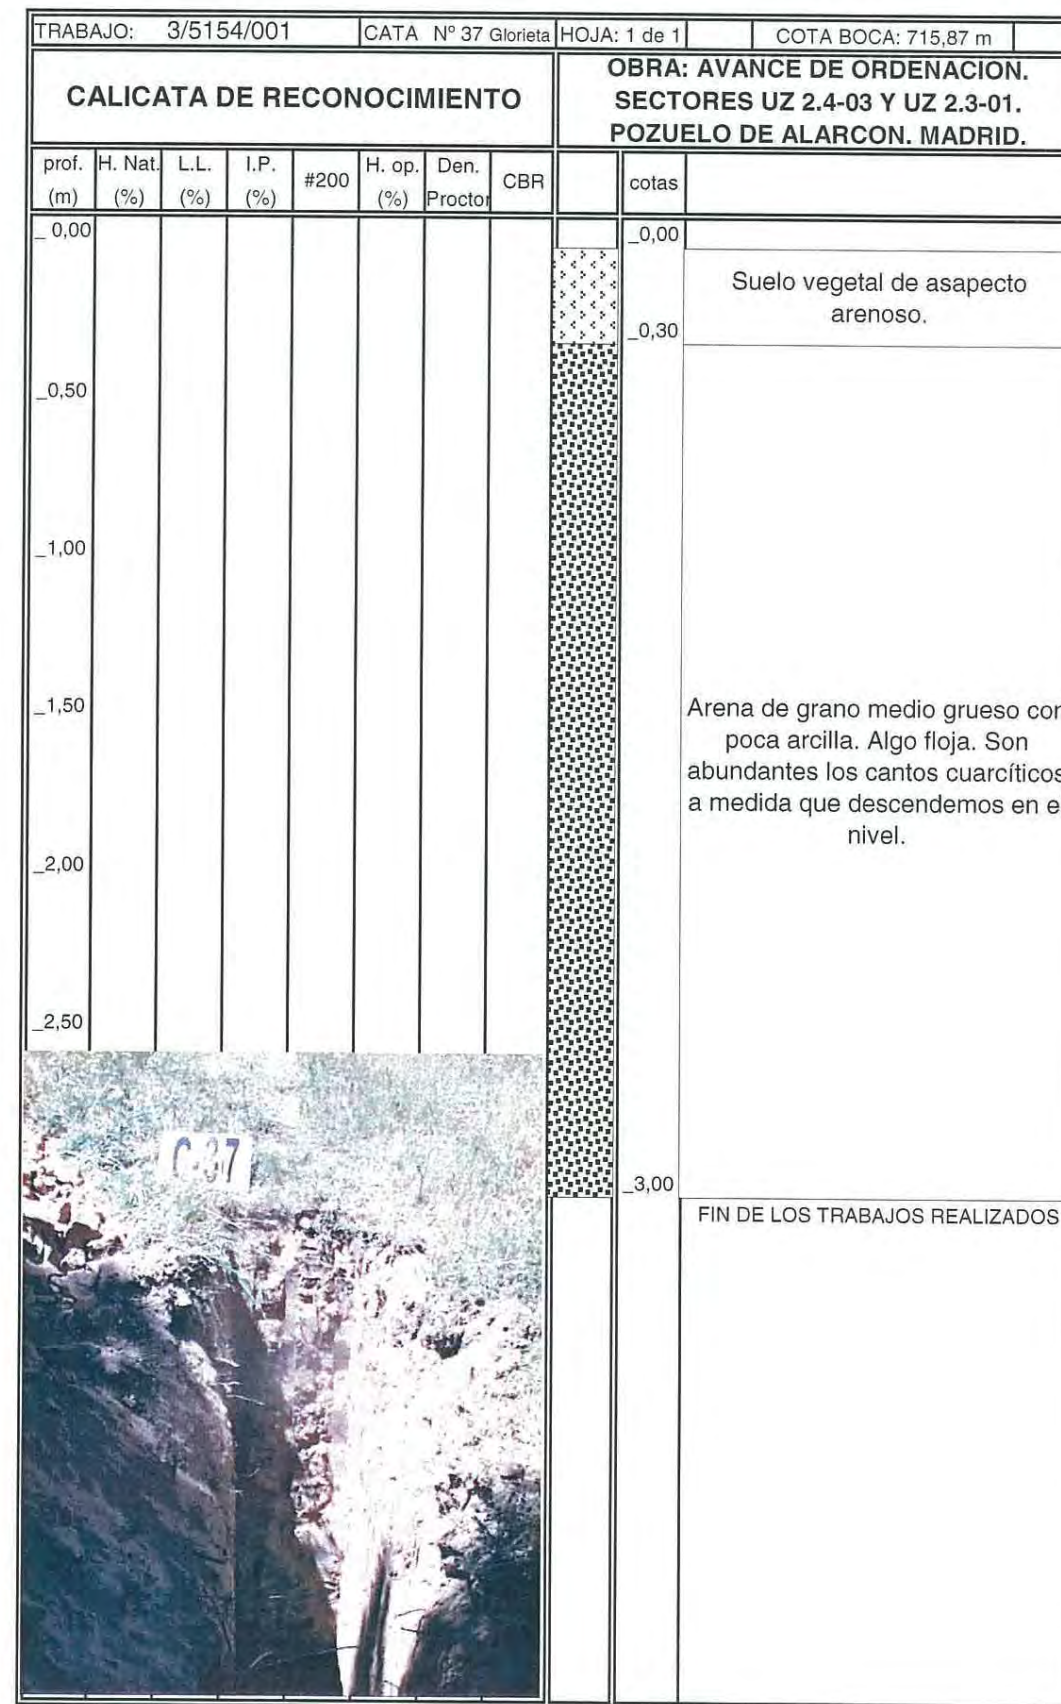 TRABAJO: 3/5154/001 CATA Nº 37 Glorieta HOJA: 1 de 1 COTA BOCA: 715,87 m
CALICATA DE RECONOCIMIENTO
OBRA: AVANCE DE ORDENACION.
SECTORES UZ 2.4-03 Y UZ 2.3-01.
POZUELO DE ALARCON. MADRID.
prof. (m) H. Nat. (%) L.L. (%) I.P. (%) #200 H. op. (%) Den. Proctor CBR cotas
_ 0,00
_0,50
_1,00
_1,50
_2,00
_2,50
_0,00
Suelo vegetal de asapecto
arenoso.
_0,30
Arena de grano medio grueso con
poca arcilla. Algo floja. Son
abundantes los cantos cuarcíticos
a medida que descendemos en e
nivel.
_3,00
FIN DE LOS TRABAJOS REALIZADOS
C-37